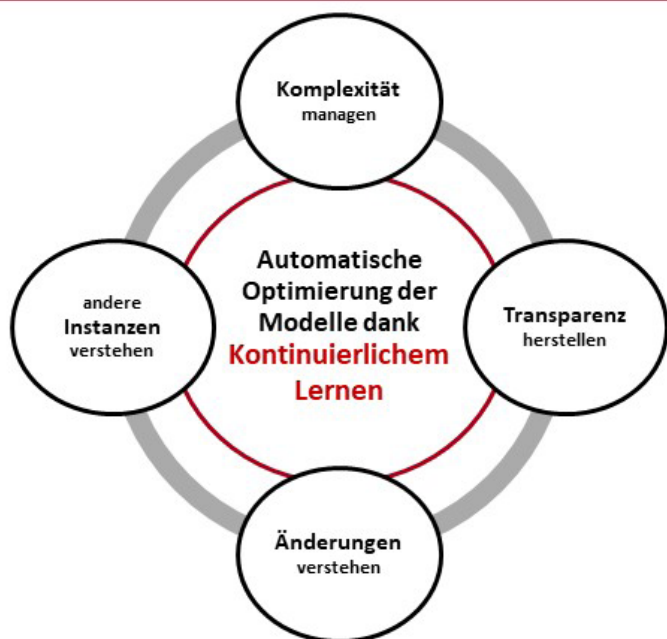 Komplexität
managen
Automatische
Optimierung der
Modelle dank
Kontinuierlichem
Lernen
andere
Instanzen
verstehen
Transparenz
herstellen
Änderungen
verstehen